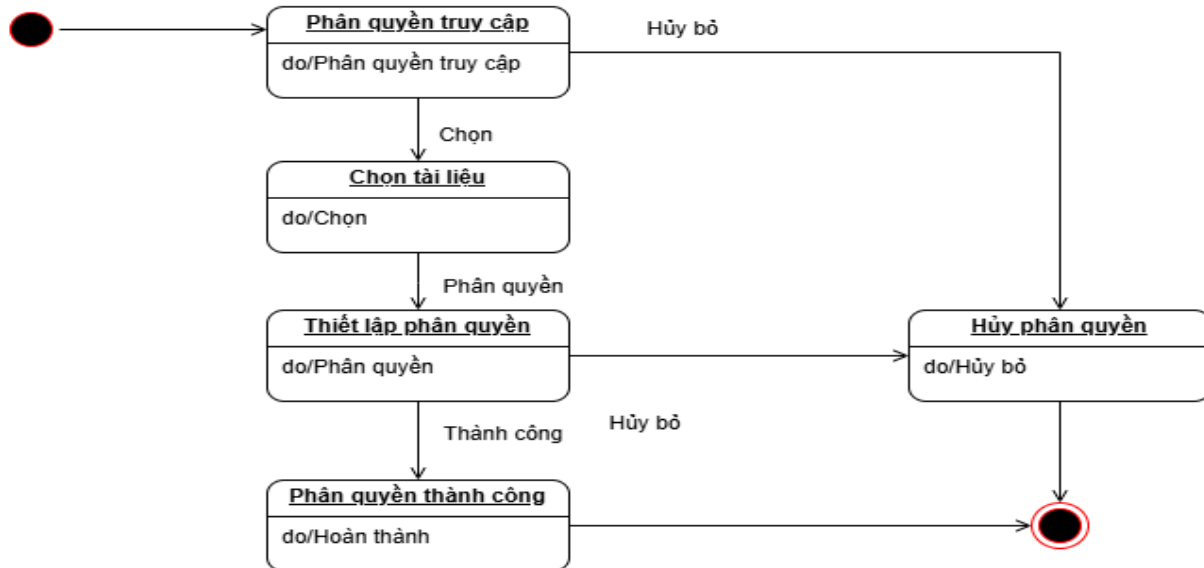 Phân quyền truy cập
Hủy bỏ
do/Phân quyền truy cập
Chọn
Chọn tài liệu
do/Chọn
Phân quyền
Thiết lập phân quyền
Hủy phân quyền
do/Phân quyền
do/Hủy bỏ
Thành công
Hủy bỏ
Phân quyền thành công
do/Hoàn thành